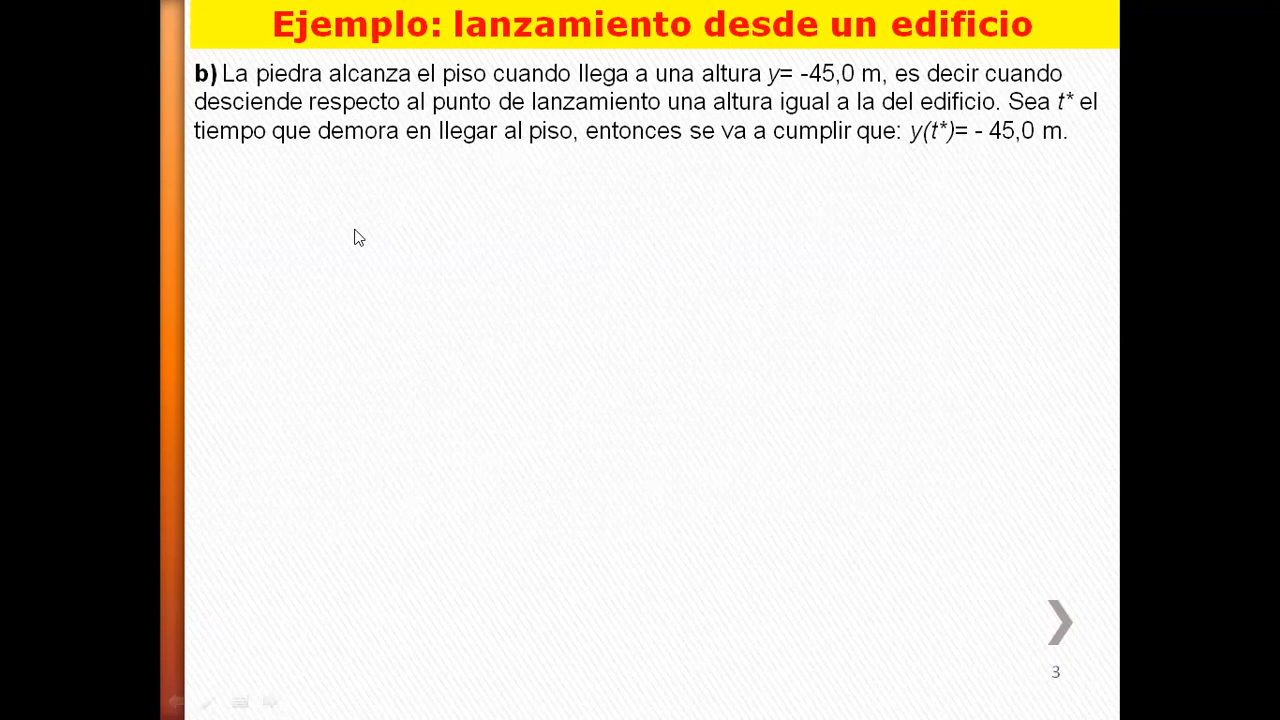 Ejemplo: lanzamiento desde un edificio
b) La piedra alcanza el piso cuando llega a una altura y= -45,0 m, es decir cuando
desciende respecto al punto de lanzamiento una altura igual a la del edificio. Sea t* el
tiempo que demora en llegar al piso, entonces se va a cumplir que: y(t*)= - 45,0 m.
3